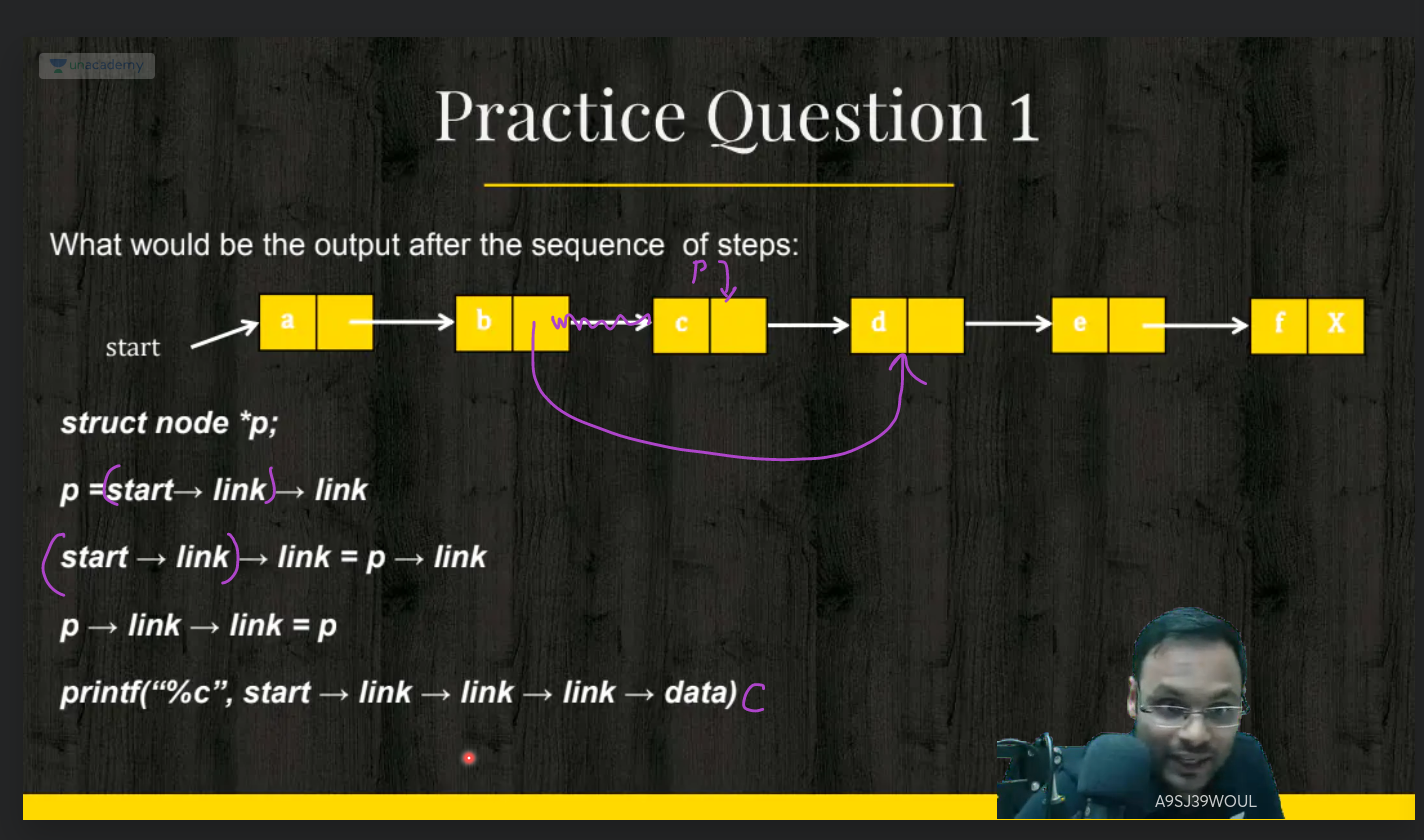 unacademy
Practice Question 1
What would be the output after the sequence of steps:
P
start
a b c d e f X
struct node *p;
p =(start→ link)→ link
(start → link)→ link = p → link
p → link → link = p
printf(“%c”, start → link → link → link → data) C
A9SJ39WOUL